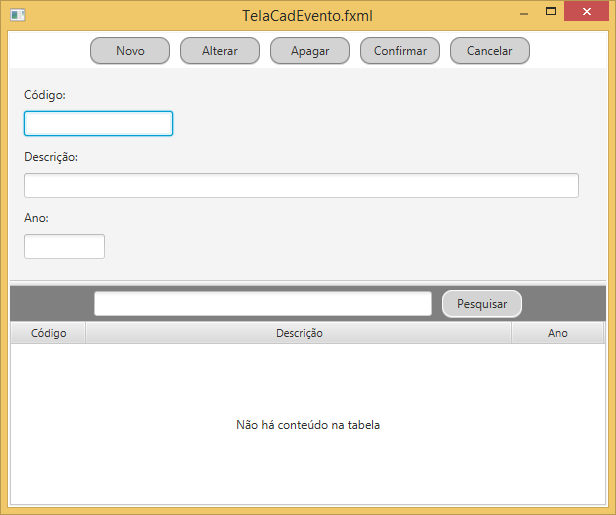 TelaCadEvento.fxml
Novo Alterar Apagar Confirmar Cancelar
Código:
Descrição:
Ano:
Pesquisar
Código Descrição Ano
Não há conteúdo na tabela